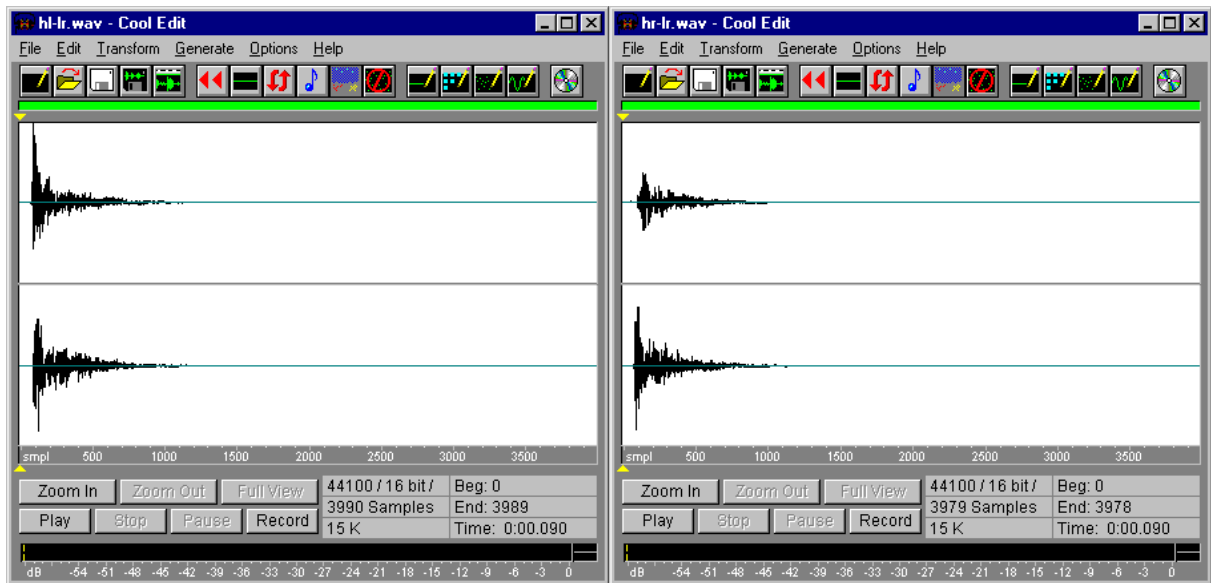 hl-lr.wav - Cool Edit
File Edit Transform Generate Options Help
smpl 500 1000 1500 2000 2500 3000 3500
Zoom In Zoom Out Full View
44100 / 16 bit /
Beg: 0
3990 Samples
End: 3989
Play Stop Pause Record
15 K
Time: 0:00.090
dB -54 -51 -48 -45 -42 -39 -36 -33 -30 -27 -24 -21 -18 -15 -12 -9 -6 -3 0
hr-lr.wav - Cool Edit
File Edit Transform Generate Options Help
smpl 500 1000 1500 2000 2500 3000 3500
Zoom In Zoom Out Full View
44100 / 16 bit /
Beg: 0
3979 Samples
End: 3978
Play Stop Pause Record
15 K
Time: 0:00.090
dB -54 -51 -48 -45 -42 -39 -36 -33 -30 -27 -24 -21 -18 -15 -12 -9 -6 -3 0